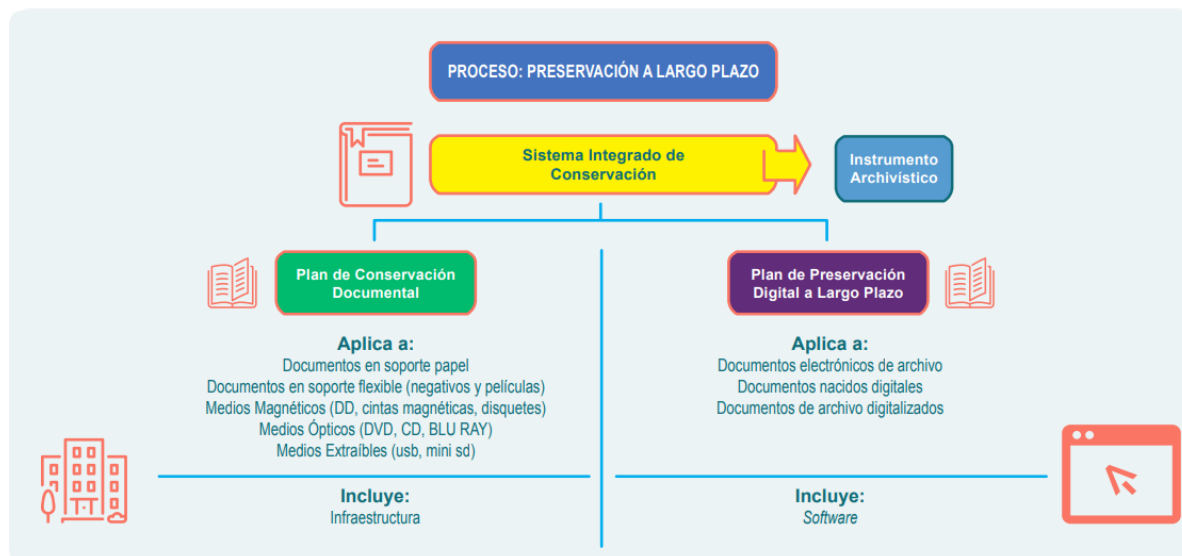 PROCESO: PRESERVACIÓN A LARGO PLAZO
Sistema Integrado de
Conservación
Instrumento
Archivístico
Plan de Conservación
Documental
Aplica a:
Documentos en soporte papel
Documentos en soporte flexible (negativos y películas)
Medios Magnéticos (DD, cintas magnéticas, disquetes)
Medios Ópticos (DVD, CD, BLU RAY)
Medios Extraíbles (usb, mini sd)
Incluye:
Infraestructura
Plan de Preservación
Digital a Largo Plazo
Aplica a:
Documentos electrónicos de archivo
Documentos nacidos digitales
Documentos de archivo digitalizados
Incluye:
Software